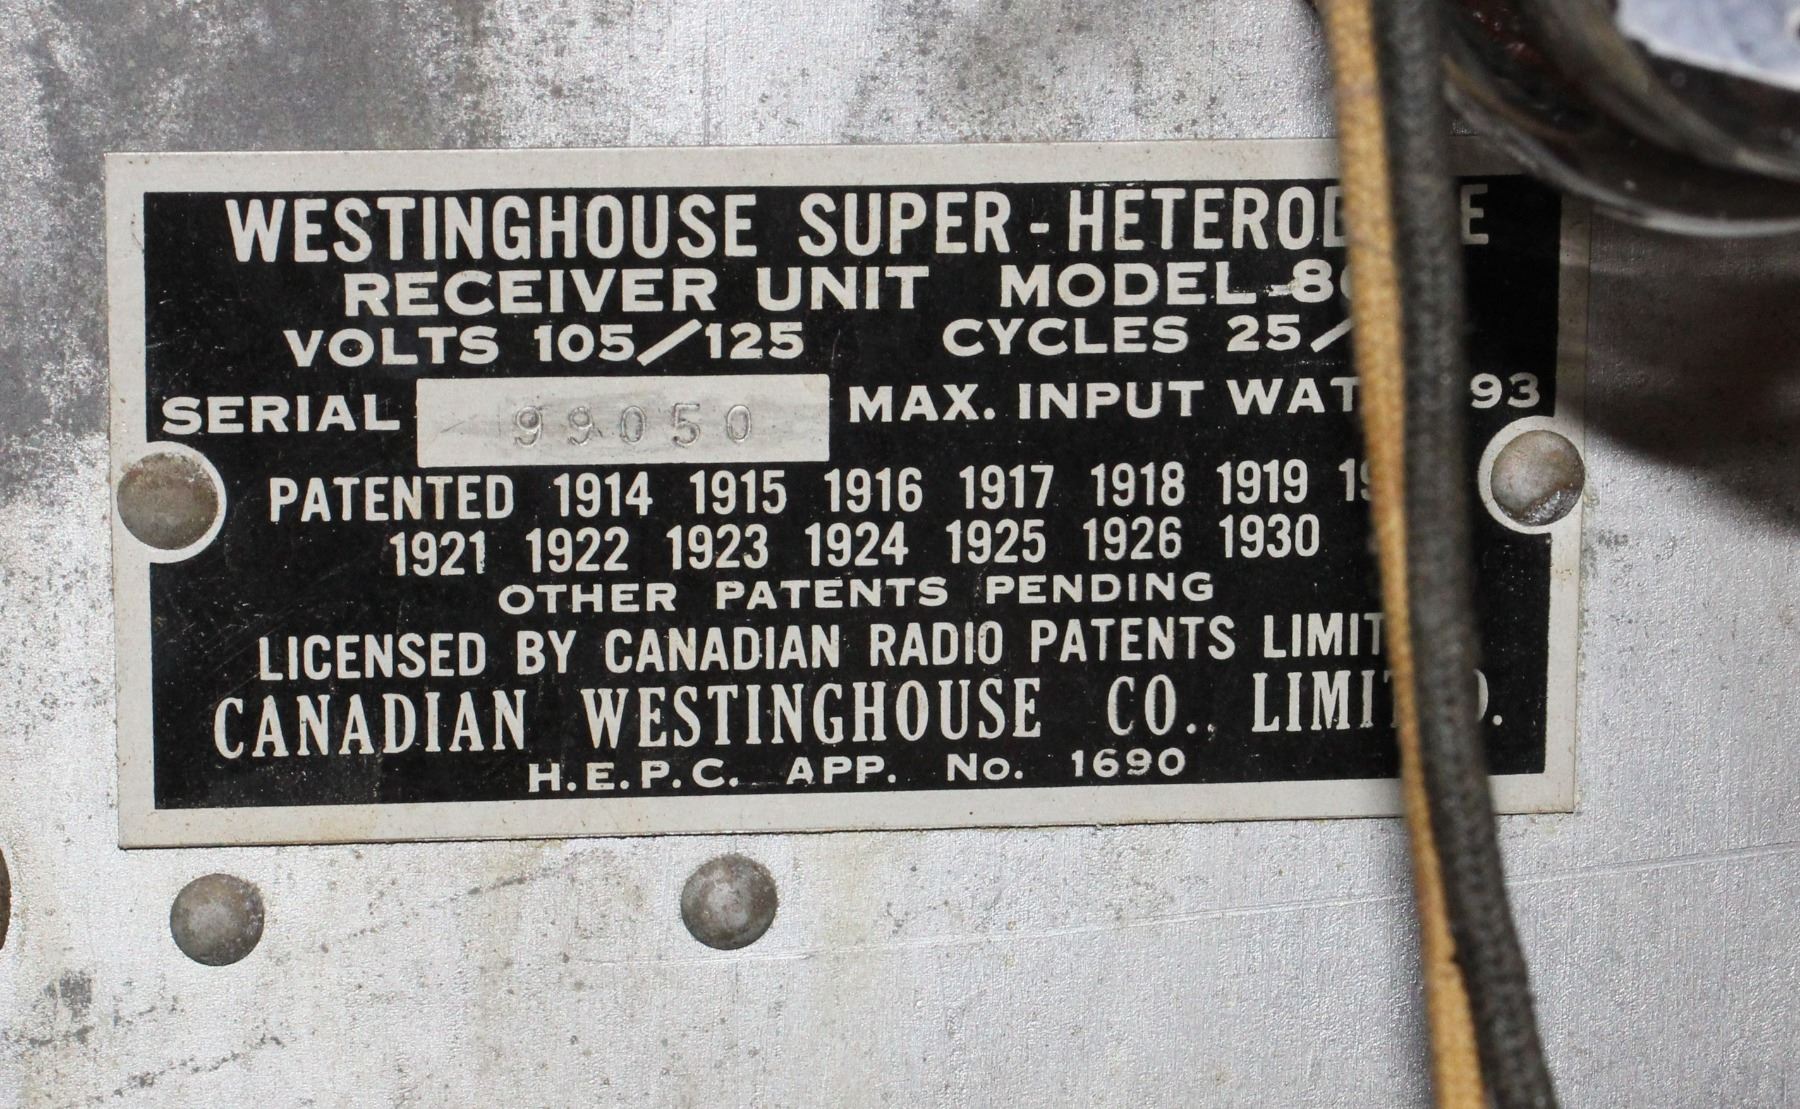 WESTINGHOUSE SUPER-HETEROD E
RECEIVER UNIT MODEL 8
VOLTS 105/125 CYCLES 25/
SERIAL 99050 MAX. INPUT WAT 93
PATENTED 1914 1915 1916 1917 1918 1919
1921 1922 1923 1924 1925 1926 1930
OTHER PATENTS PENDING
LICENSED BY CANADIAN RADIO PATENTS LIMIT
CANADIAN WESTINGHOUSE CO., LIMIT D.
H.E.P.C. APP. No. 1690